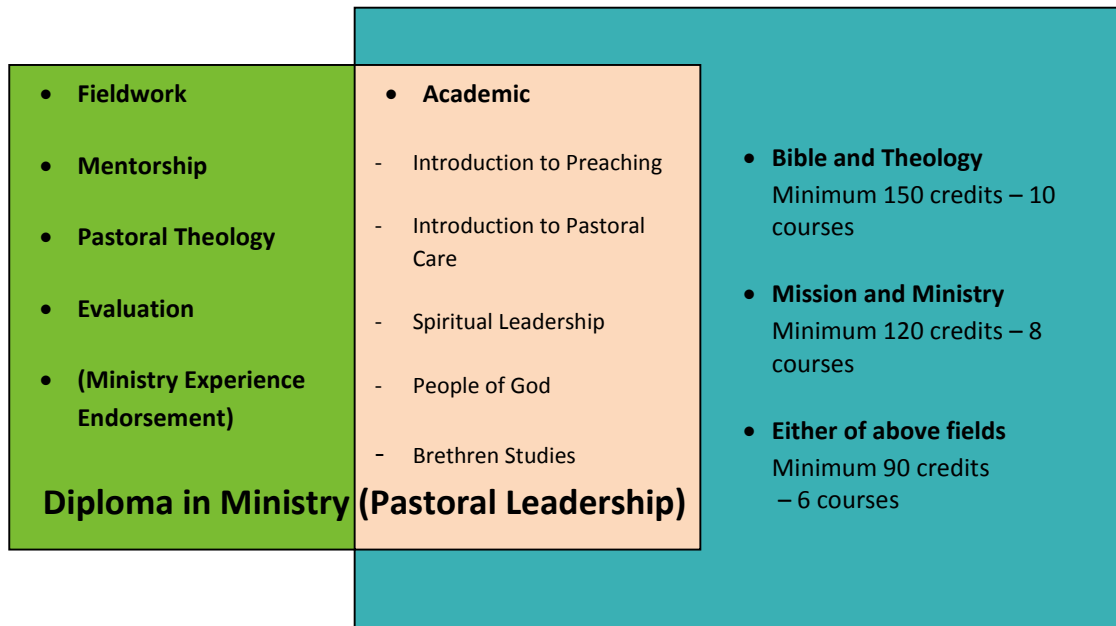 • Fieldwork
• Mentorship
• Pastoral Theology
• Evaluation
• (Ministry Experience
Endorsement)
• Academic
- Introduction to Preaching
- Introduction to Pastoral
Care
- Spiritual Leadership
- People of God
- Brethren Studies
Diploma in Ministry (Pastoral Leadership)
• Bible and Theology
Minimum 150 credits – 10
courses
• Mission and Ministry
Minimum 120 credits – 8
courses
• Either of above fields
Minimum 90 credits
– 6 courses